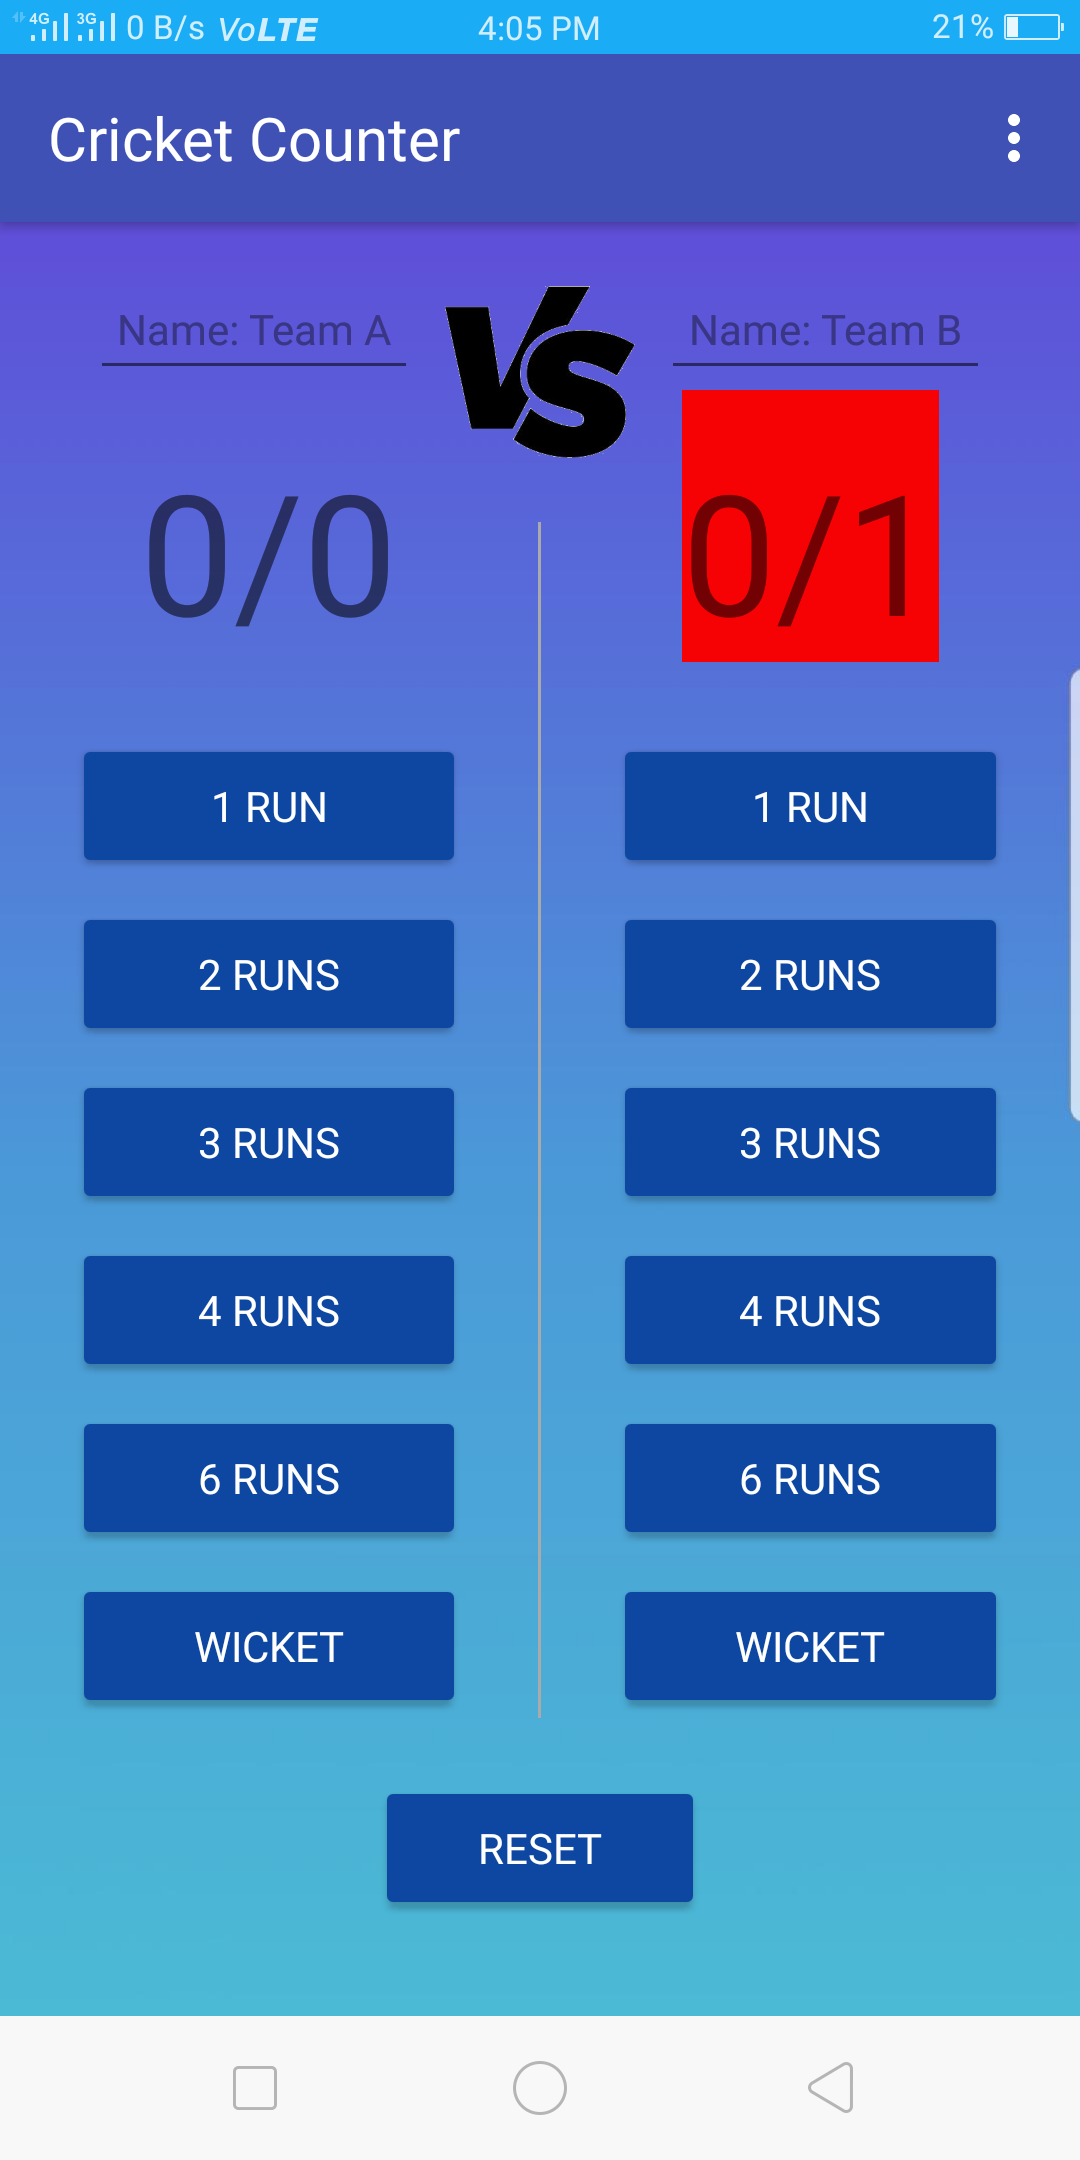 4G 3G 0 B/s VoLTE 4:05 PM 21%
Cricket Counter
Name: Team A VS Name: Team B
0/0 0/1
1 RUN 1 RUN
2 RUNS 2 RUNS
3 RUNS 3 RUNS
4 RUNS 4 RUNS
6 RUNS 6 RUNS
WICKET WICKET
RESET